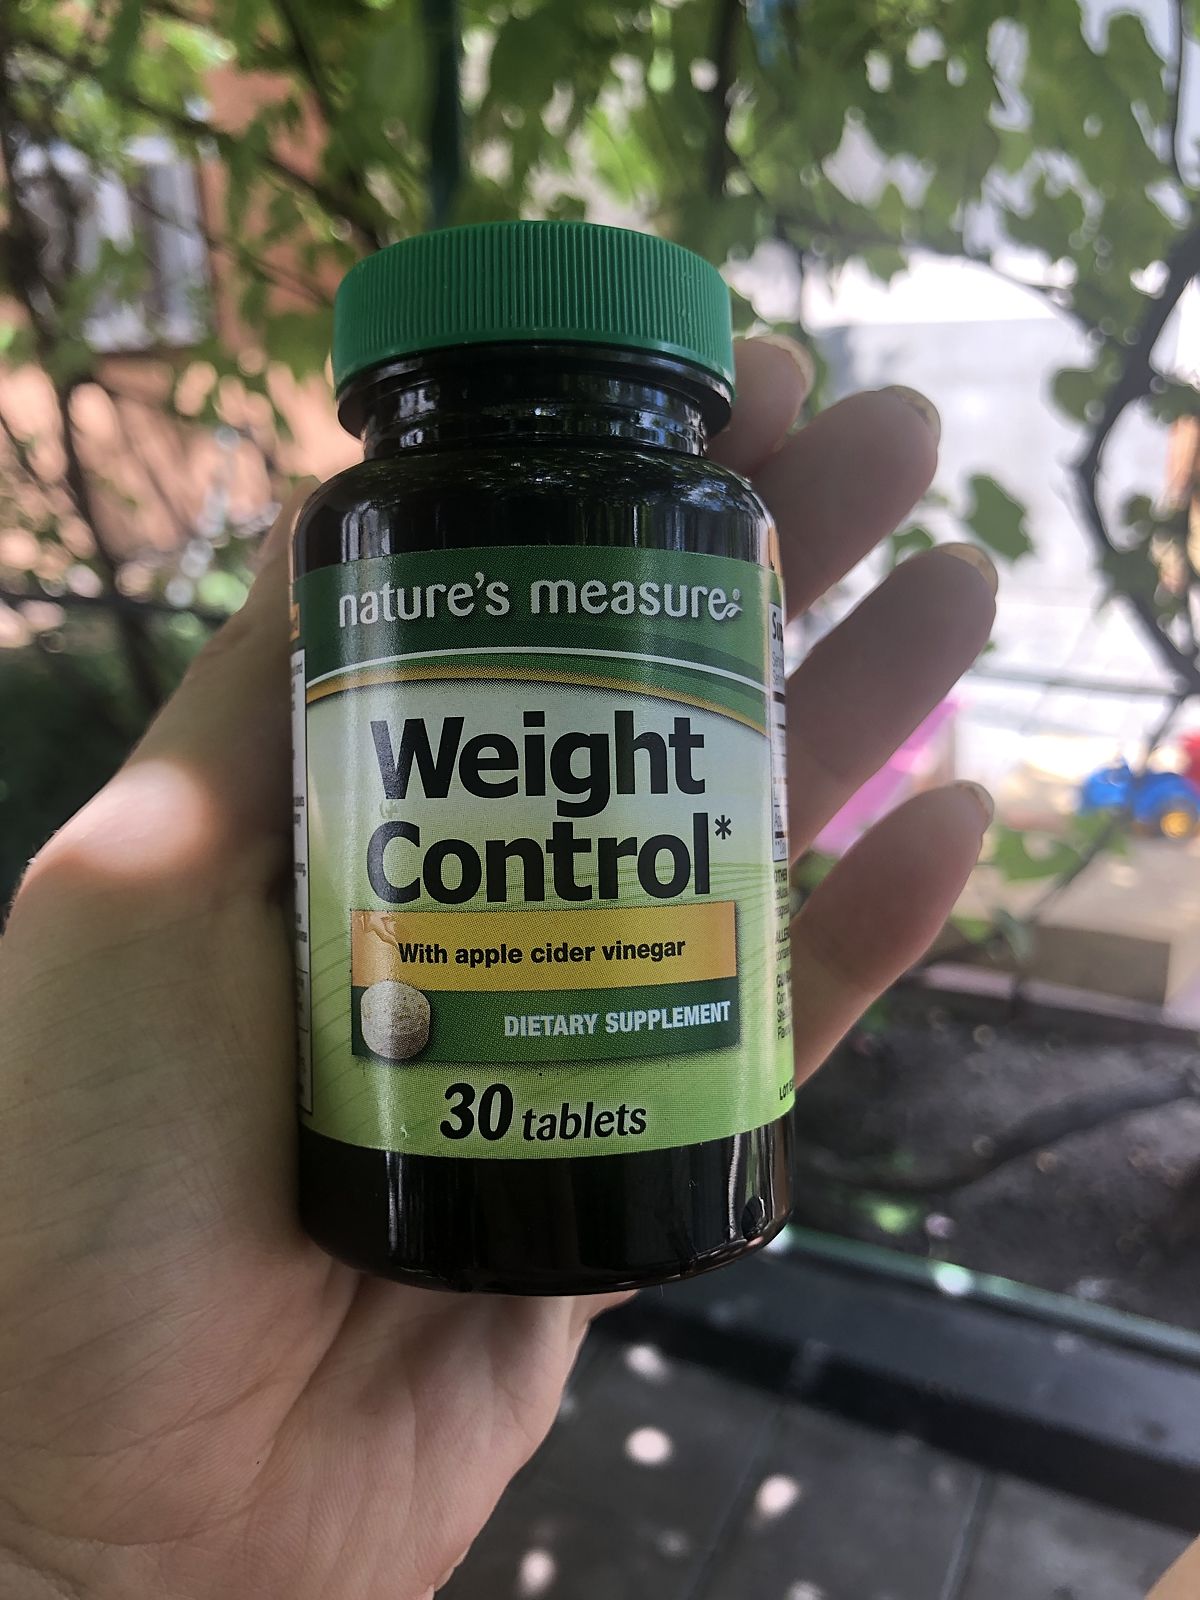 nature's measure
Weight
Control*
With apple cider vinegar
DIETARY SUPPLEMENT
30 tablets